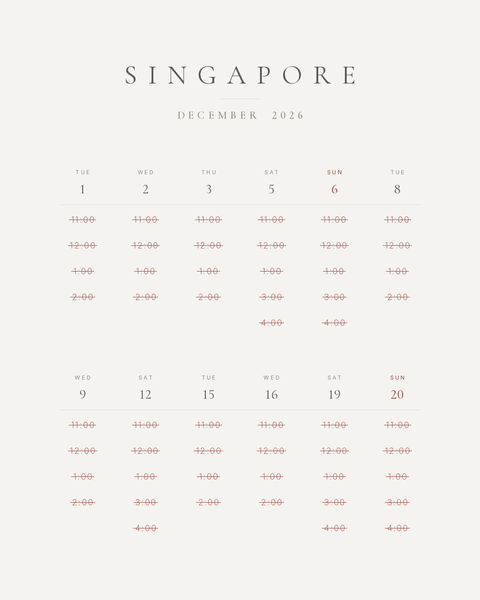 SINGAPORE
DECEMBER 2026
TUE WED THU SAT SUN TUE
1 2 3 5 6 8
11:00 11:00 11:00 11:00 11:00 11:00
12:00 12:00 12:00 12:00 12:00 12:00
1:00 1:00 1:00 1:00 1:00 1:00
2:00 2:00 2:00 3:00 3:00 2:00
4:00 4:00
WED SAT TUE WED SAT SUN
9 12 15 16 19 20
11:00 11:00 11:00 11:00 11:00 11:00
12:00 12:00 12:00 12:00 12:00 12:00
1:00 1:00 1:00 1:00 1:00 1:00
2:00 3:00 2:00 2:00 3:00 3:00
4:00 4:00 4:00